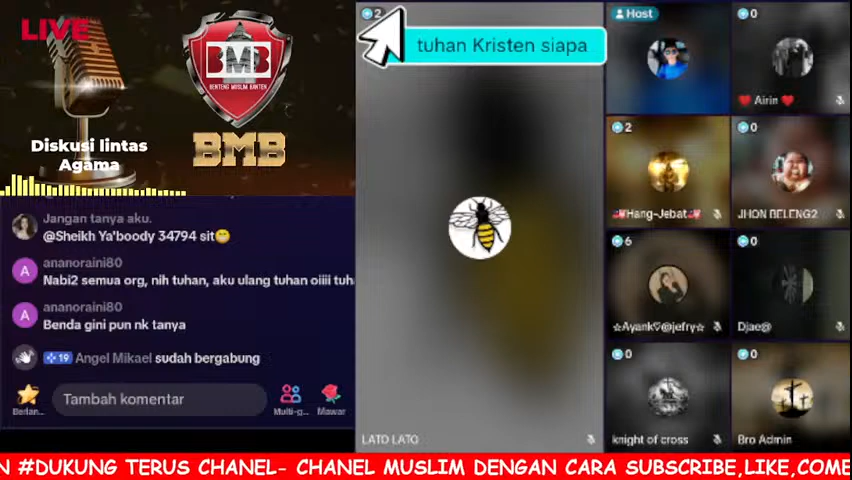 LIVE
BMB
BENTENG MUSLIM BANTEN
BMB
Diskusi lintas
Agama
2
tuhan Kristen siapa
Host
0
❤️ Airin ❤️
2
🇲🇾Hang-Jebat🇲🇾
0
JHON BELENG2
6
☆Ayank♡@jefry☆
0
Djae@
0
knight of cross
0
Bro Admin
LATO LATO
Jangan tanya aku.
@Sheikh Ya'boody 34794 sit😁
A
ananoraini80
Nabi2 semua org, nih tuhan, aku ulang tuhan oiiii tuh
A
ananoraini80
Benda gini pun nk tanya
19 Angel Mikael sudah bergabung
Tambah komentar
Berlan...
Multi-g...
Mawar
N #DUKUNG TERUS CHANEL- CHANEL MUSLIM DENGAN CARA SUBSCRIBE,LIKE,COME